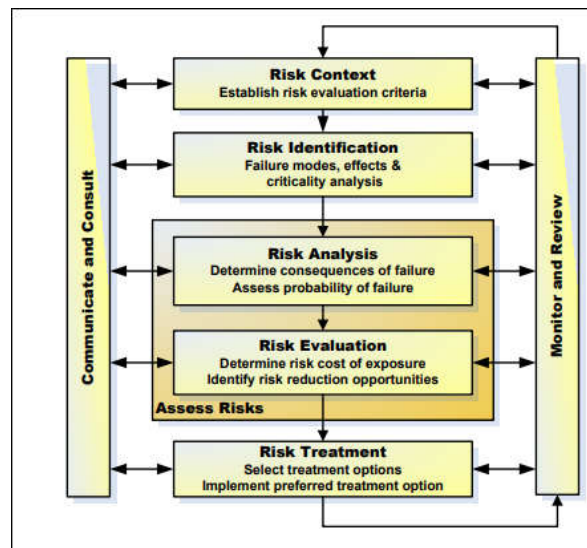 Communicate and Consult
Risk Context
Establish risk evaluation criteria
Risk Identification
Failure modes, effects &
criticality analysis
Risk Analysis
Determine consequences of failure
Assess probability of failure
Risk Evaluation
Determine risk cost of exposure
Identify risk reduction opportunities
Assess Risks
Risk Treatment
Select treatment options
Implement preferred treatment option
Monitor and Review